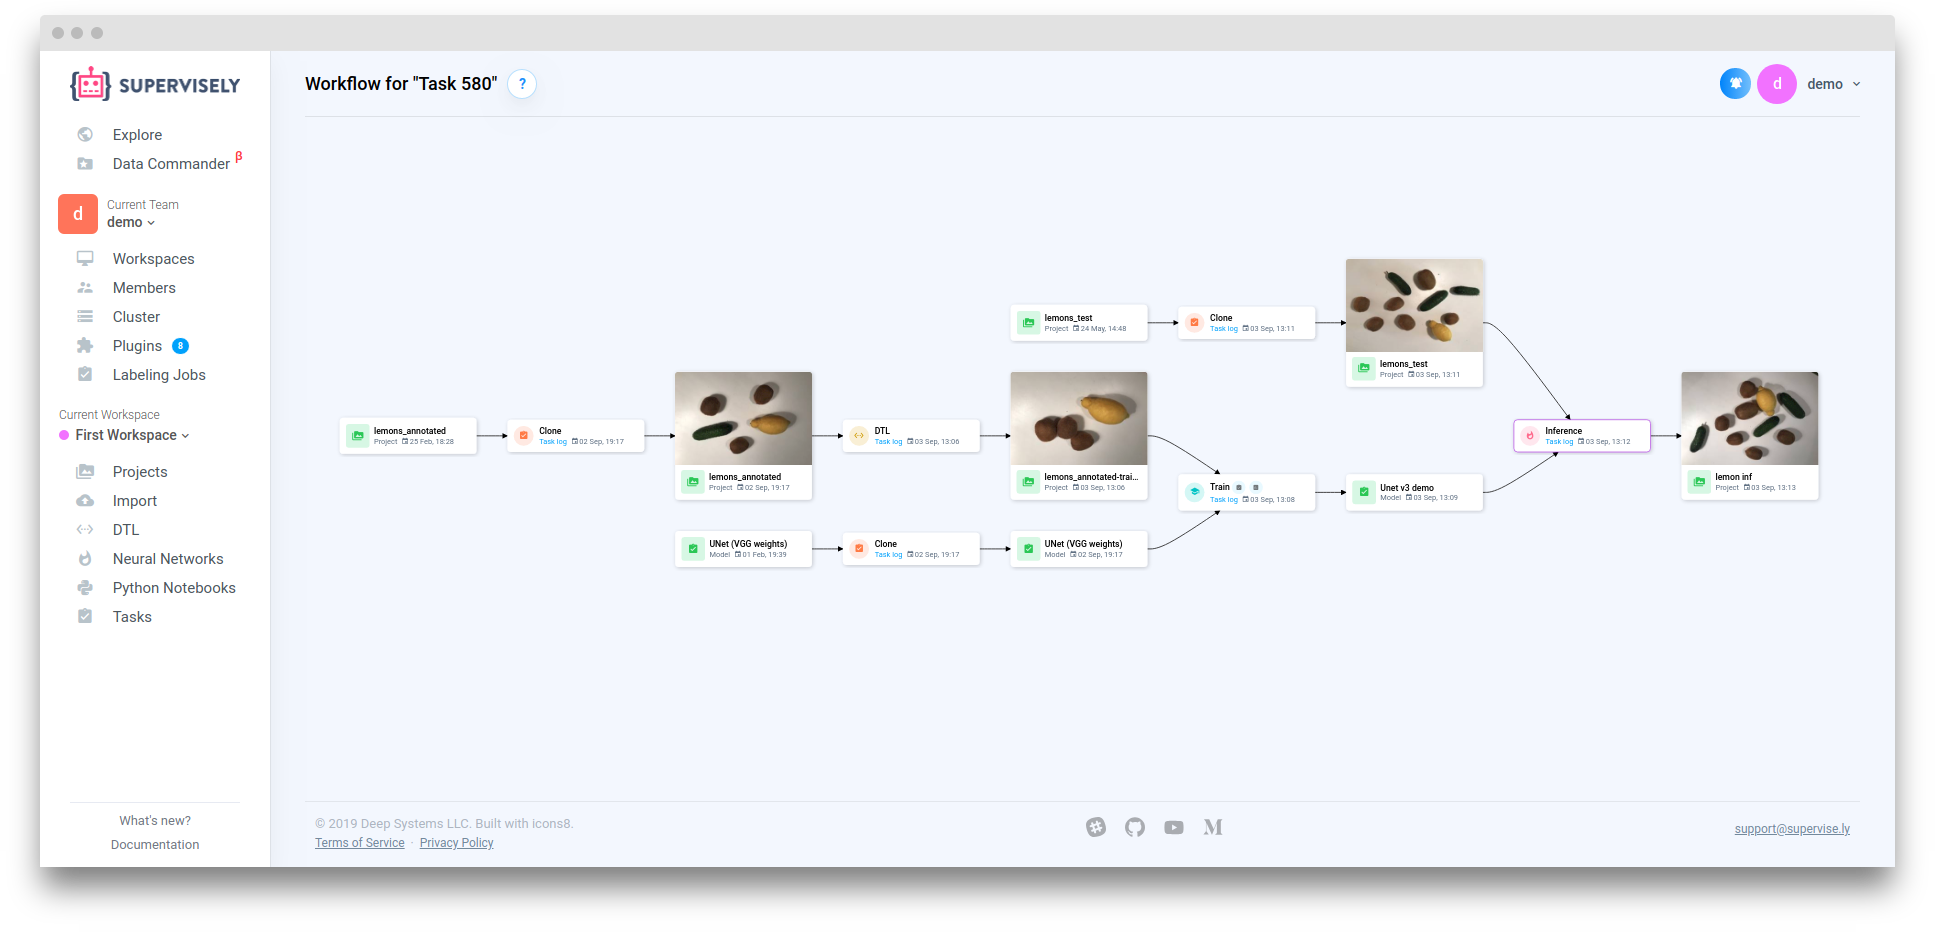 SUPERVISELY
Explore
Data Commander β
d
Current Team
demo
Workspaces
Members
Cluster
Plugins 8
Labeling Jobs
Current Workspace
First Workspace
Projects
Import
DTL
Neural Networks
Python Notebooks
Tasks
What's new?
Documentation
Workflow for "Task 580" ?
d demo
lemons_test
Project 24 May, 14:48
Clone
Task log 03 Sep, 13:11
lemons_test
Project 03 Sep, 13:11
lemons_annotated
Project 25 Feb, 18:28
Clone
Task log 02 Sep, 19:17
lemons_annotated
Project 02 Sep, 19:17
DTL
Task log 03 Sep, 13:06
lemons_annotated-trai...
Project 03 Sep, 13:06
Train
Task log 03 Sep, 13:08
Unet v3 demo
Model 03 Sep, 13:09
Inference
Task log 03 Sep, 13:12
lemon inf
Project 03 Sep, 13:13
UNet (VGG weights)
Model 01 Feb, 19:39
Clone
Task log 02 Sep, 19:17
UNet (VGG weights)
Model 02 Sep, 19:17
© 2019 Deep Systems LLC. Built with icons8.
Terms of Service · Privacy Policy
support@supervise.ly